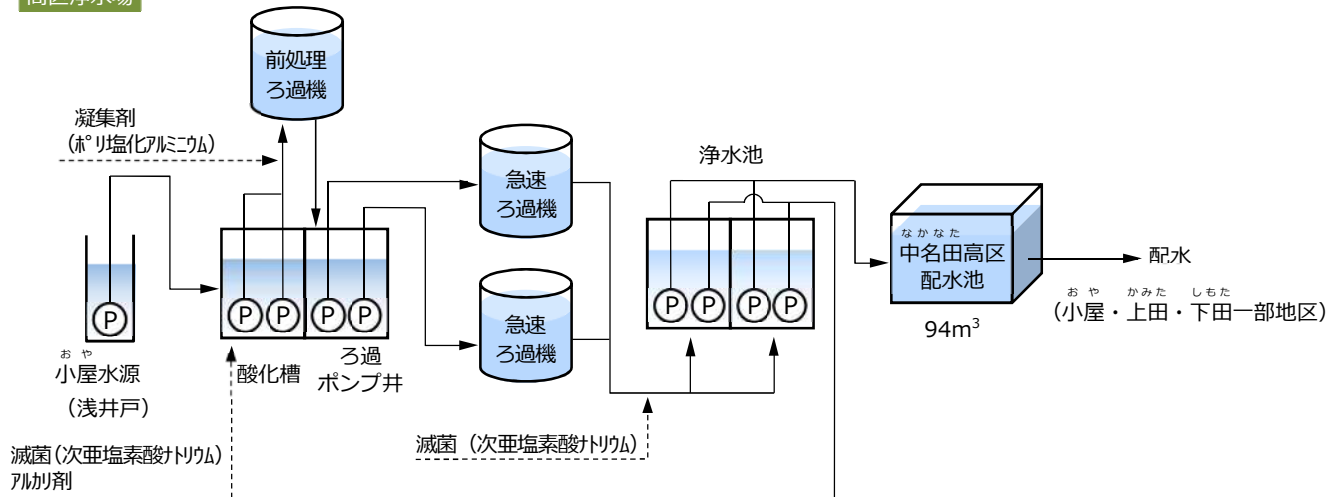 高区浄水場
前処理
ろ過機
凝集剤
(ポリ塩化アルミニウム)
急速
ろ過機
浄水池
なかなた
中名田高区
配水池
配水
おや かみた しもた
(小屋・上田・下田一部地区)
94m³
P
P P P P
P P P P
急速
ろ過機
おや
小屋水源
(浅井戸)
酸化槽
ろ過
ポンプ井
滅菌(次亜塩素酸ナトリウム)
アルカリ剤
滅菌(次亜塩素酸ナトリウム)